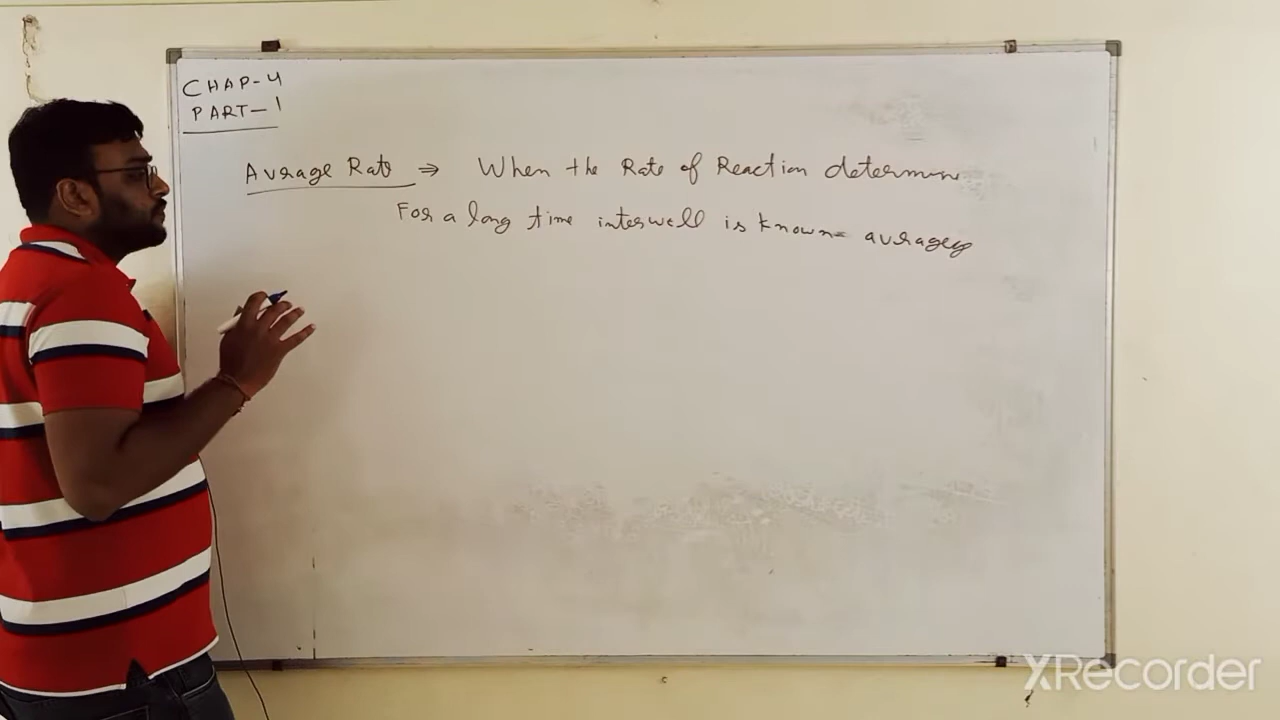 CHAP-4
PART-1
Avrage Rate ⇒ When the Rate of Reaction determine
For a long time interwell is known avragey
XRecorder